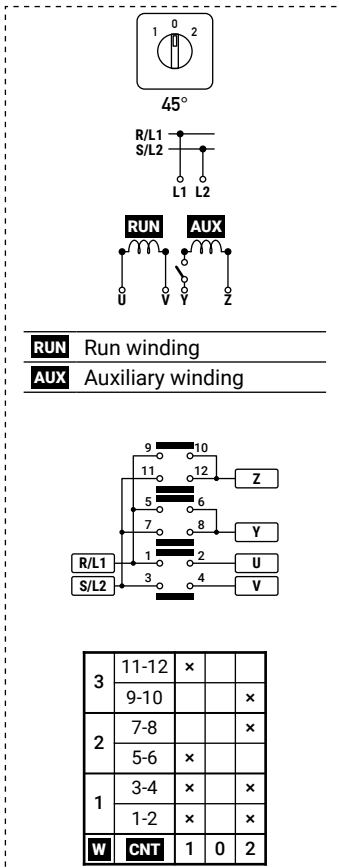 1 0 2
45°
R/L1
S/L2
L1 L2
RUN AUX
U V Y Z
RUN Run winding
AUX Auxiliary winding
9 10
11 12 Z
5 6
7 8 Y
R/L1 1 2 U
S/L2 3 4 V
3 11-12 ×
9-10 ×
2 7-8 ×
5-6 ×
1 3-4 × ×
1-2 × ×
W CNT 1 0 2